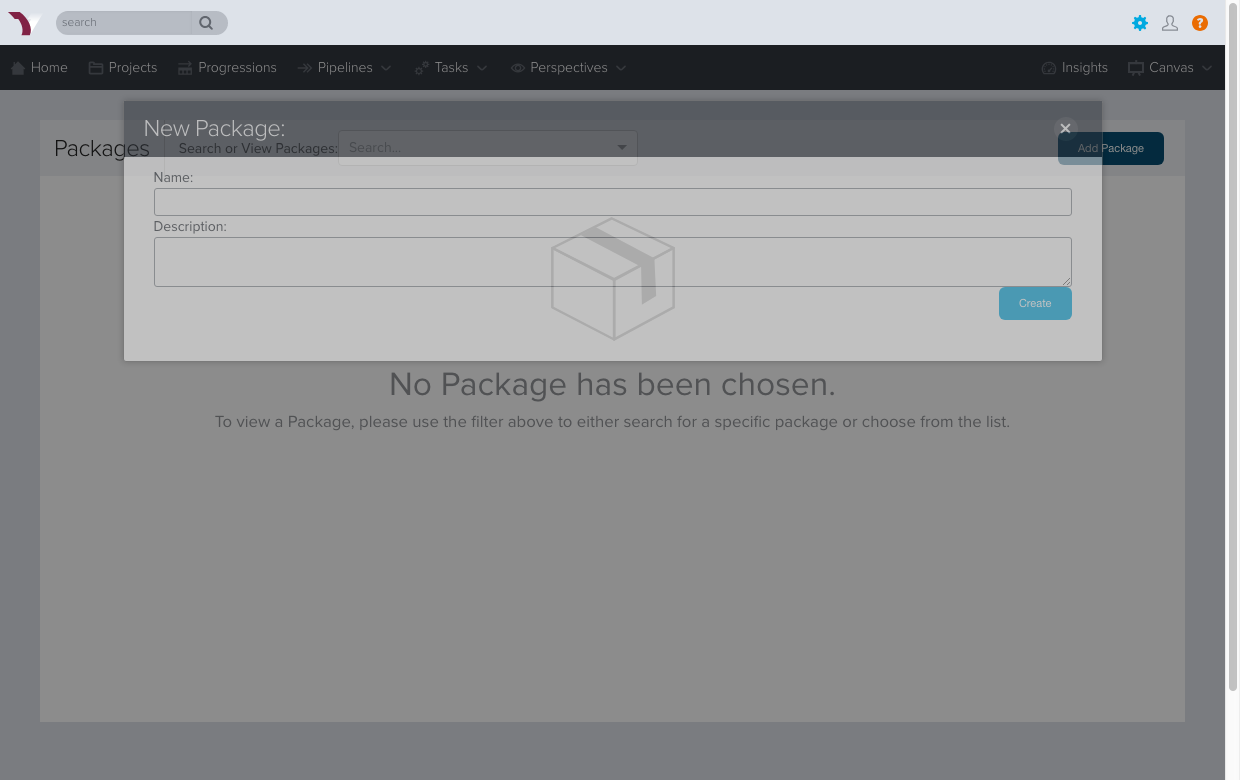 search
?
Home Projects Progressions Pipelines Tasks Perspectives Insights Canvas
New Package:
Packages Search or View Packages: Search... Add Package
Name:
Description:
Create
No Package has been chosen.
To view a Package, please use the filter above to either search for a specific package or choose from the list.